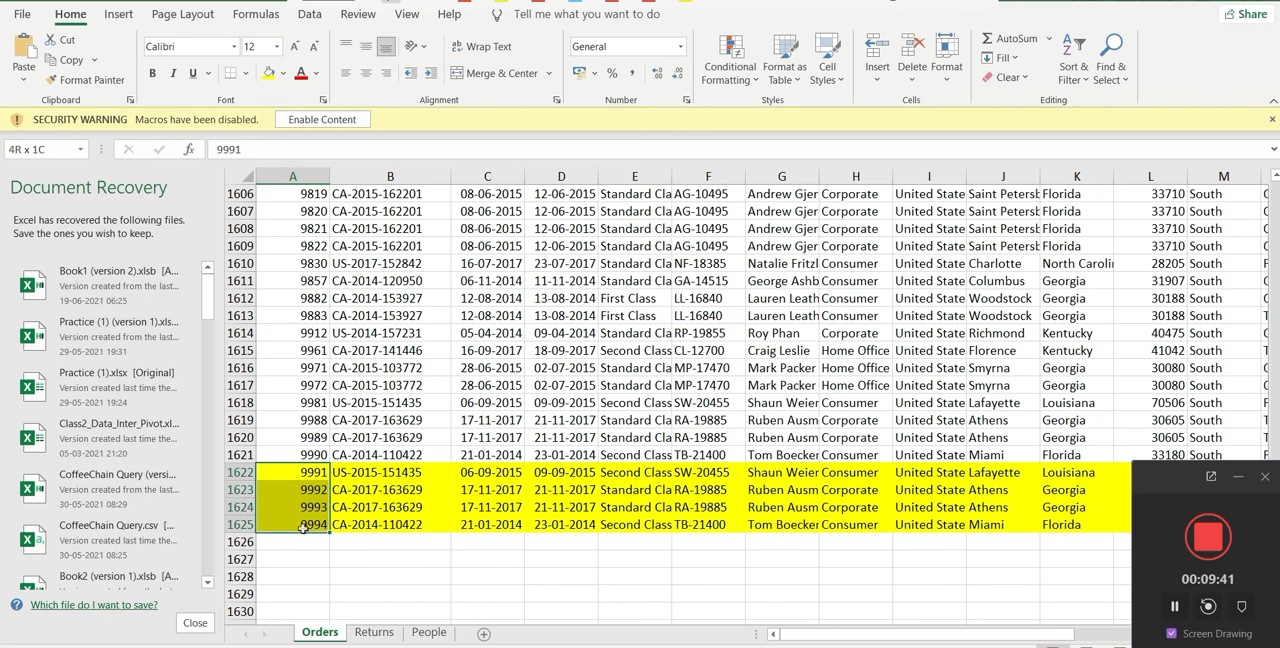 File Home Insert Page Layout Formulas Data Review View Help Tell me what you want to do Share
Paste Cut Copy Format Painter Clipboard
Calibri 12 B I U A Font
Wrap Text Merge & Center Alignment
General % , Number
Conditional Formatting Format as Table Cell Styles Styles
Insert Delete Format Cells
AutoSum Fill Clear Sort & Filter Find & Select Editing
SECURITY WARNING Macros have been disabled. Enable Content
4R x 1C fx 9991
Document Recovery
Excel has recovered the following files.
Save the ones you wish to keep.
Book1 (version 2).xlsb [A...
Version created from the last...
19-06-2021 06:25
Practice (1) (version 1).xls...
Version created from the last...
29-05-2021 19:31
Practice (1).xlsx [Original]
Version created last time the...
29-05-2021 19:24
Class2_Data_Inter_Pivot.xl...
Version created last time the...
05-03-2021 21:20
CoffeeChain Query (versi...
Version created from the last...
30-05-2021 08:29
CoffeeChain Query.csv [...
Version created last time the...
30-05-2021 08:25
Book2 (version 1).xlsb [A...
Which file do I want to save?
Close
A B C D E F G H I J K L M
1606 9819 CA-2015-162201 08-06-2015 12-06-2015 Standard Cla AG-10495 Andrew Gjer Corporate United State Saint Petersb Florida 33710 South
1607 9820 CA-2015-162201 08-06-2015 12-06-2015 Standard Cla AG-10495 Andrew Gjer Corporate United State Saint Petersb Florida 33710 South
1608 9821 CA-2015-162201 08-06-2015 12-06-2015 Standard Cla AG-10495 Andrew Gjer Corporate United State Saint Petersb Florida 33710 South
1609 9822 CA-2015-162201 08-06-2015 12-06-2015 Standard Cla AG-10495 Andrew Gjer Corporate United State Saint Petersb Florida 33710 South
1610 9830 US-2017-152842 16-07-2017 23-07-2017 Standard Cla NF-18385 Natalie Fritzl Consumer United State Charlotte North Carolin 28205 South
1611 9857 CA-2014-120950 06-11-2014 11-11-2014 Standard Cla GA-14515 George Ashb Consumer United State Columbus Georgia 31907 South
1612 9882 CA-2014-153927 12-08-2014 13-08-2014 First Class LL-16840 Lauren Leath Consumer United State Woodstock Georgia 30188 South
1613 9883 CA-2014-153927 12-08-2014 13-08-2014 First Class LL-16840 Lauren Leath Consumer United State Woodstock Georgia 30188 South
1614 9912 US-2017-157231 05-04-2014 09-04-2014 Standard Cla RP-19855 Roy Phan Corporate United State Richmond Kentucky 40475 South
1615 9961 CA-2017-141446 16-09-2017 18-09-2017 Second Class CL-12700 Craig Leslie Home Office United State Florence Kentucky 41042 South
1616 9971 CA-2015-103772 28-06-2015 02-07-2015 Standard Cla MP-17470 Mark Packer Home Office United State Smyrna Georgia 30080 South
1617 9972 CA-2015-103772 28-06-2015 02-07-2015 Standard Cla MP-17470 Mark Packer Home Office United State Smyrna Georgia 30080 South
1618 9981 US-2015-151435 06-09-2015 09-09-2015 Second Class SW-20455 Shaun Weier Consumer United State Lafayette Louisiana 70506 South
1619 9988 CA-2017-163629 17-11-2017 21-11-2017 Standard Cla RA-19885 Ruben Ausm Corporate United State Athens Georgia 30605 South
1620 9989 CA-2017-163629 17-11-2017 21-11-2017 Standard Cla RA-19885 Ruben Ausm Corporate United State Athens Georgia 30605 South
1621 9990 CA-2014-110422 21-01-2014 23-01-2014 Second Class TB-21400 Tom Boecker Consumer United State Miami Florida 33180 South
1622 9991 US-2015-151435 06-09-2015 09-09-2015 Second Class SW-20455 Shaun Weier Consumer United State Lafayette Louisiana
1623 9992 CA-2017-163629 17-11-2017 21-11-2017 Standard Cla RA-19885 Ruben Ausm Corporate United State Athens Georgia
1624 9993 CA-2017-163629 17-11-2017 21-11-2017 Standard Cla RA-19885 Ruben Ausm Corporate United State Athens Georgia
1625 9994 CA-2014-110422 21-01-2014 23-01-2014 Second Class TB-21400 Tom Boecker Consumer United State Miami Florida
1626
1627
1628
1629
1630
Orders Returns People
00:09:41
Screen Drawing